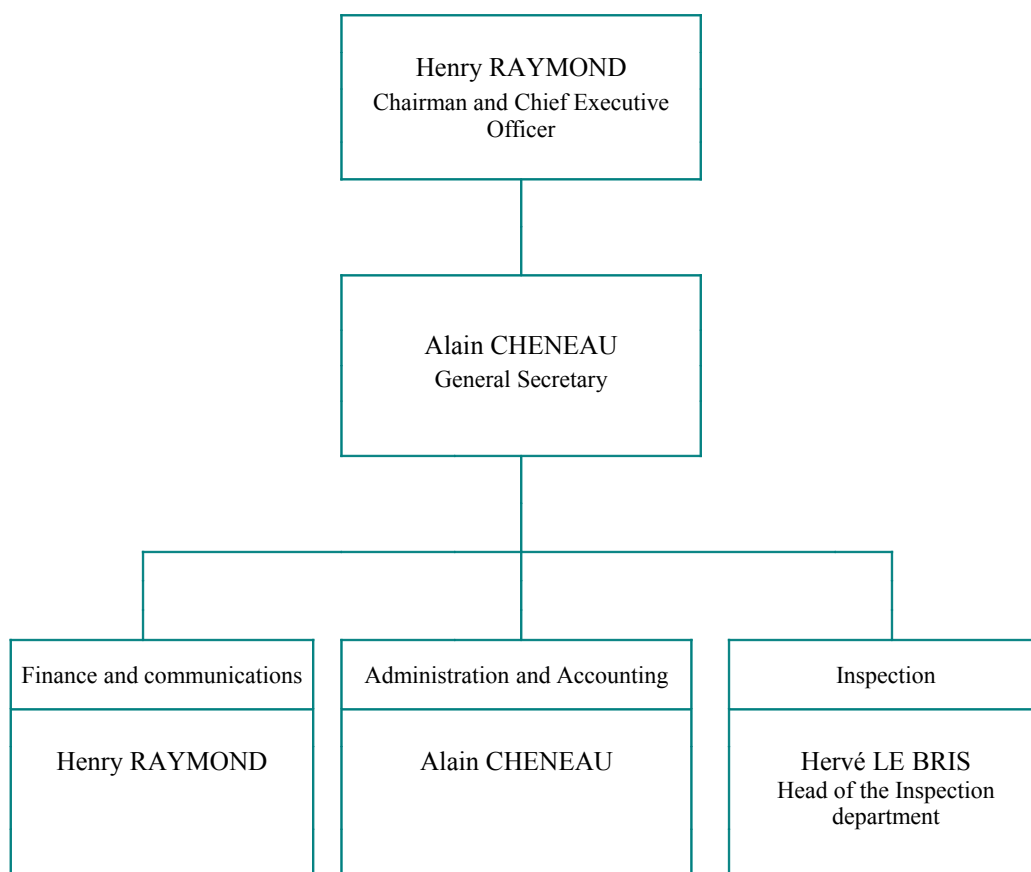 Henry RAYMOND
Chairman and Chief Executive
Officer
Alain CHENEAU
General Secretary
Finance and communications
Henry RAYMOND
Administration and Accounting
Alain CHENEAU
Inspection
Hervé LE BRIS
Head of the Inspection
department